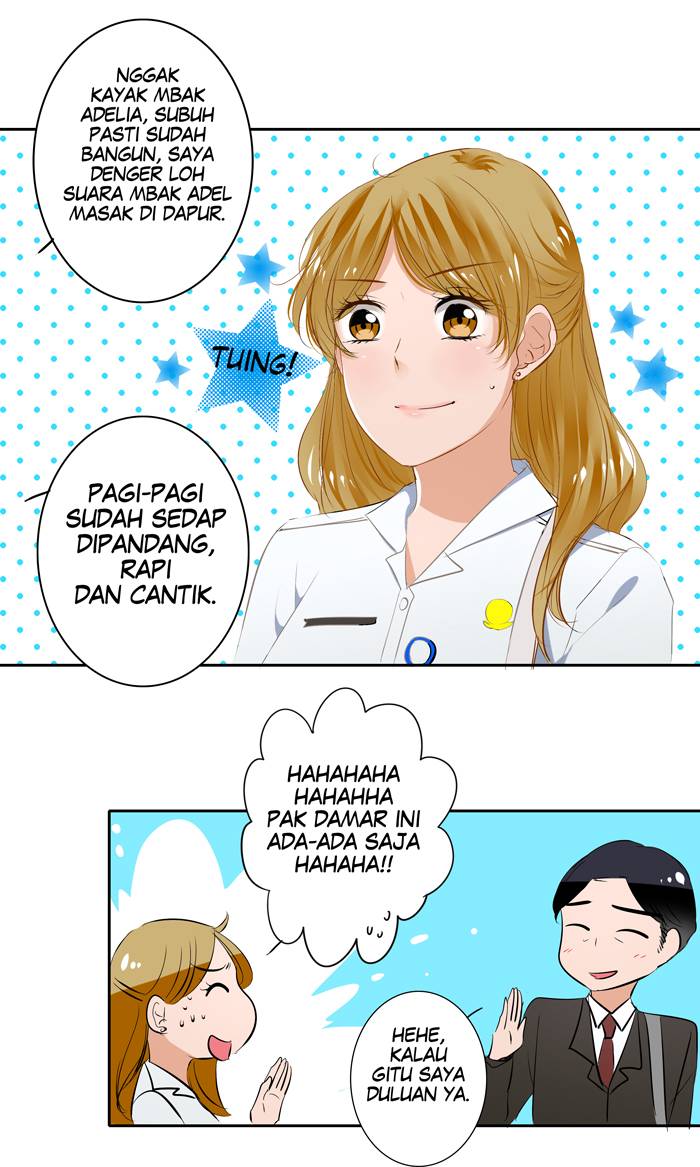 NGGAK
KAYAK MBAK
ADELIA, SUBUH
PASTI SUDAH
BANGUN, SAYA
DENGER LOH
SUARA MBAK ADEL
MASAK DI DAPUR.
TUING!
PAGI-PAGI
SUDAH SEDAP
DIPANDANG,
RAPI
DAN CANTIK.
HAHAHAHA
HAHAHHA
PAK DAMAR INI
ADA-ADA SAJA
HAHAHA!!
HEHE,
KALAU
GITU SAYA
DULUAN YA.